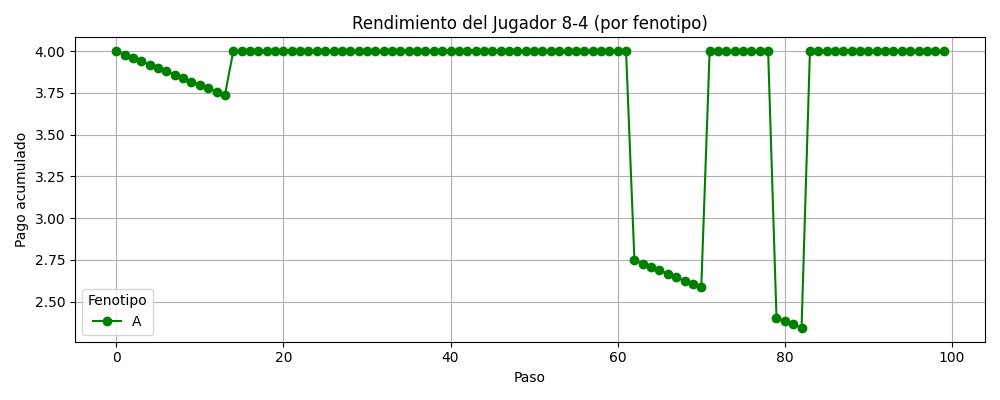 Rendimiento del Jugador 8-4 (por fenotipo)
Pago acumulado
4.00
3.75
3.50
3.25
3.00
2.75
2.50
Fenotipo
A
0 20 40 60 80 100
Paso